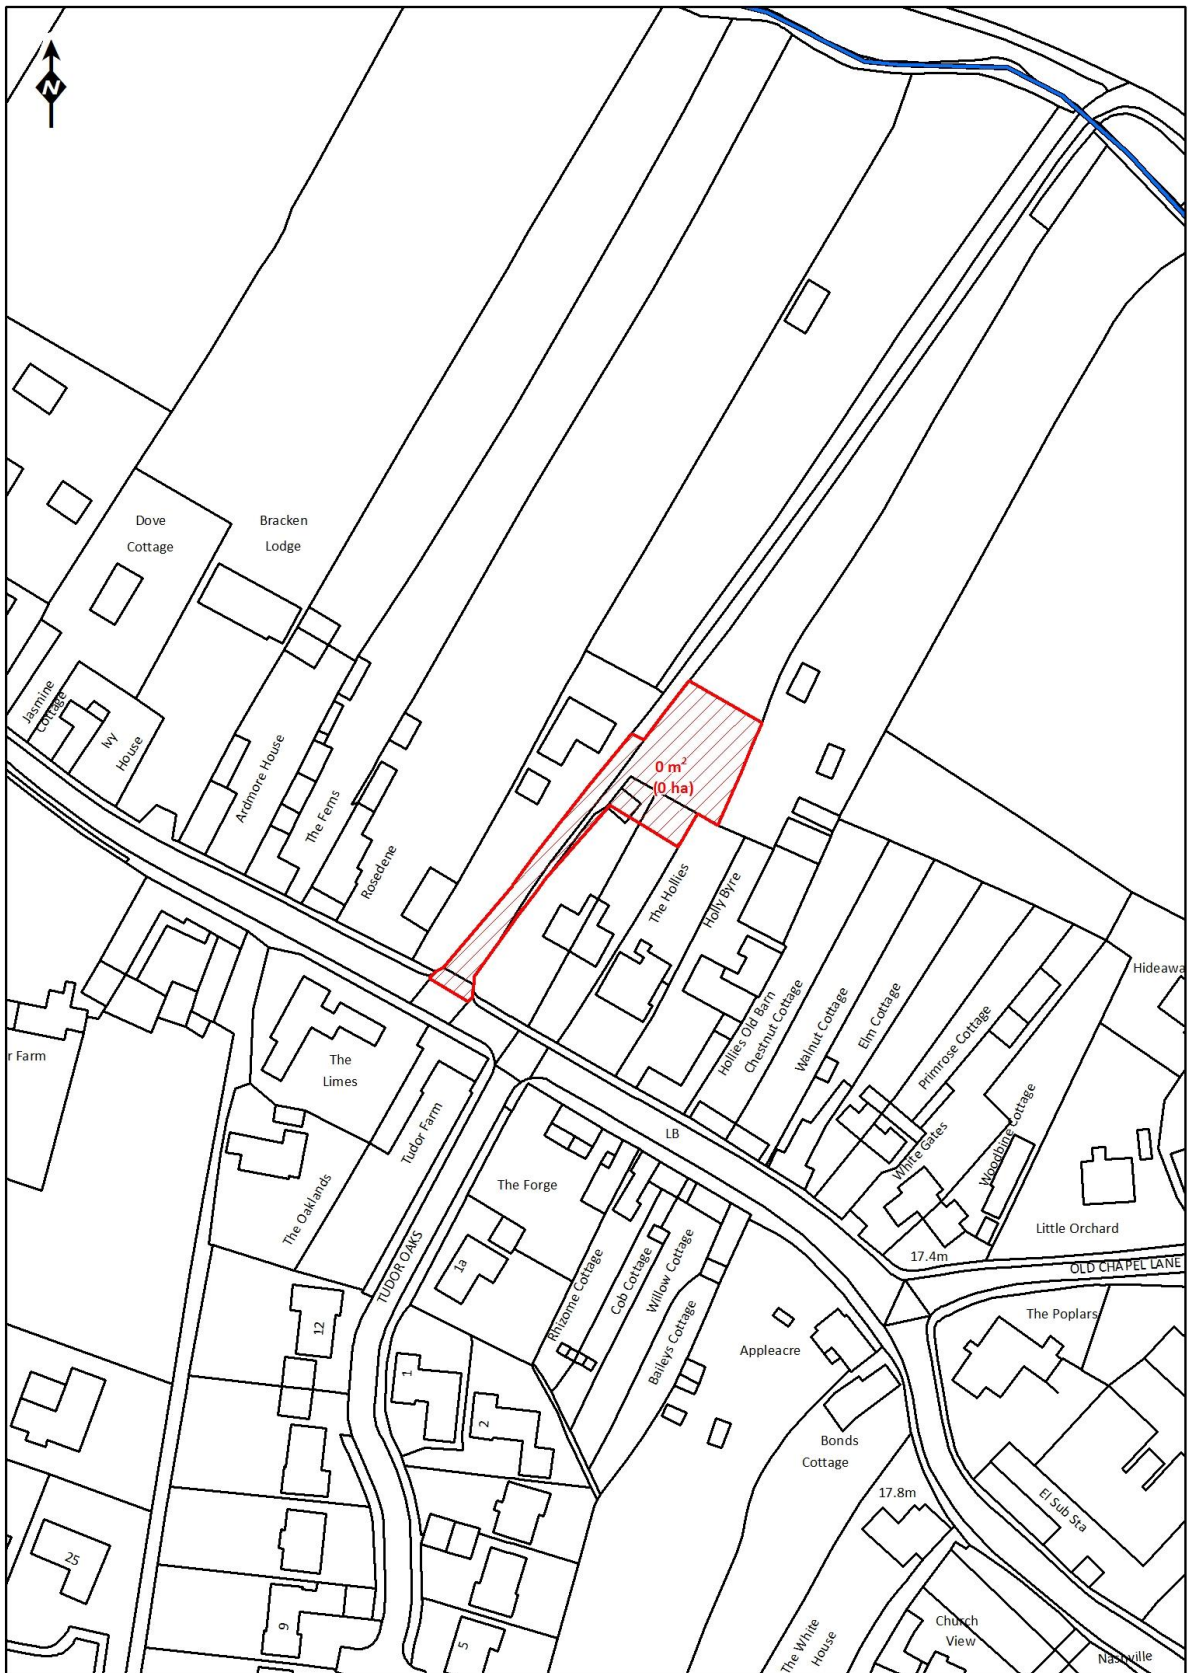 N
Dove
Cottage
Bracken
Lodge
Jasmine
Cottage
Ivy
House
Ardmore House
The Ferns
Rosedene
0 m²
(0 ha)
The Hollies
Holly Byre
Hollies Old Barn
Chestnut Cottage
Walnut Cottage
Elm Cottage
Primrose Cottage
White Gates
Woodbine Cottage
Hideawa
r Farm
The
Limes
Tudor Farm
The Oaklands
TUDOR OAKS
The Forge
LB
1a
Rhizome Cottage
Cob Cottage
Willow Cottage
Baileys Cottage
Little Orchard
17.4m
OLD CHAPEL LANE
The Poplars
Appleacre
Bonds
Cottage
12
1
2
17.8m
El Sub Sta
25
9
5
The White
House
Church
View
Nashville